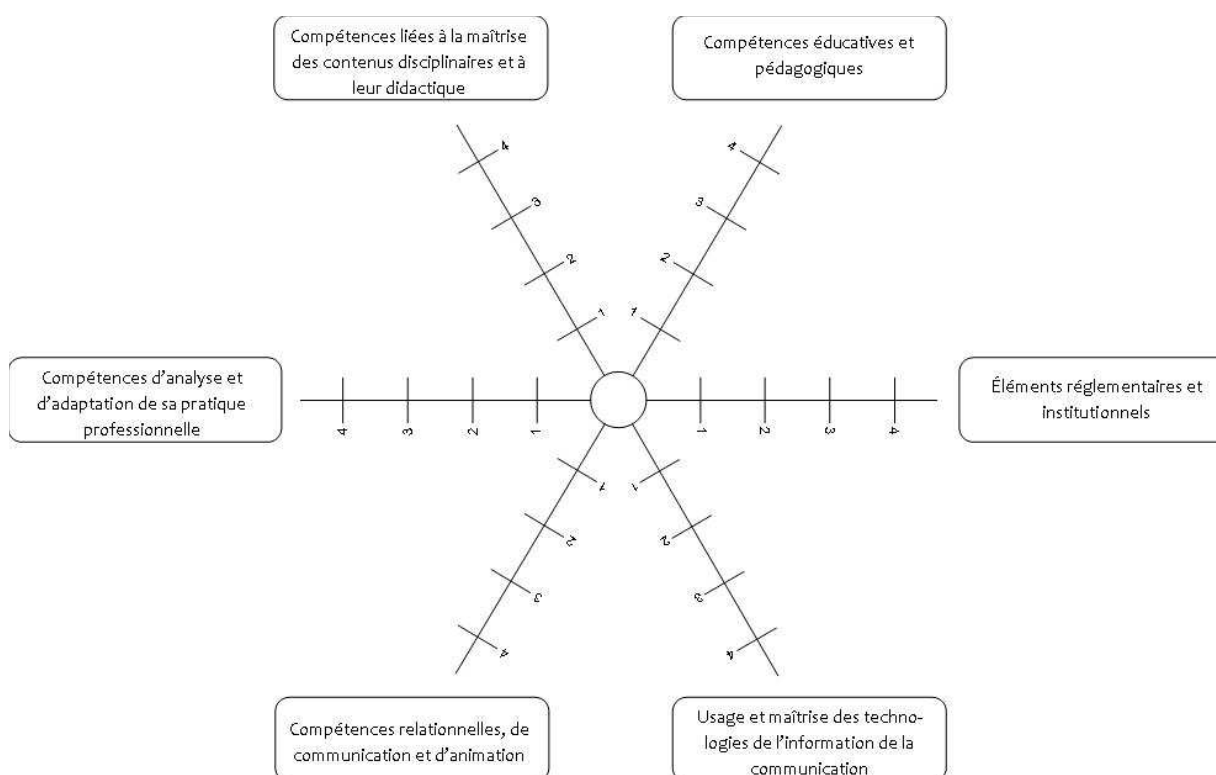 Compétences liées à la maîtrise
des contenus disciplinaires et à
leur didactique
Compétences éducatives et
pédagogiques
4
3
2
1
4
3
2
1
Compétences d'analyse et
d'adaptation de sa pratique
professionnelle
4
3
2
1
1
2
3
4
Éléments réglementaires et
institutionnels
1
2
3
4
1
2
3
4
Compétences relationnelles, de
communication et d'animation
Usage et maîtrise des techno-
logies de l'information de la
communication